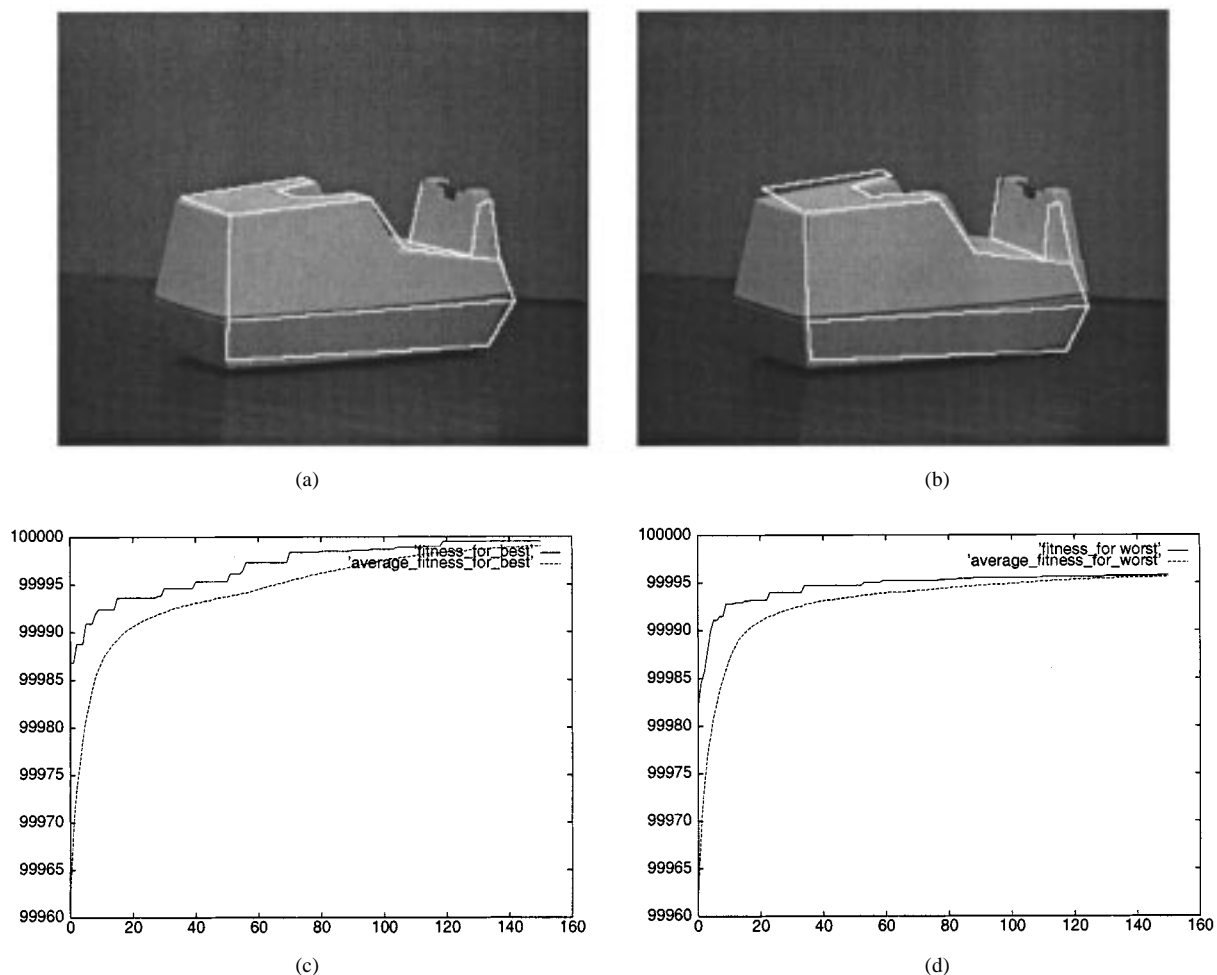 (a)
(b)
100000
99995
99990
99985
99980
99975
99970
99965
99960
0 20 40 60 80 100 120 140 160
'fitness_for_best'
'average_fitness_for_best'
(c)
100000
99995
99990
99985
99980
99975
99970
99965
99960
0 20 40 60 80 100 120 140 160
'fitness_for worst'
'average_fitness_for_worst'
(d)